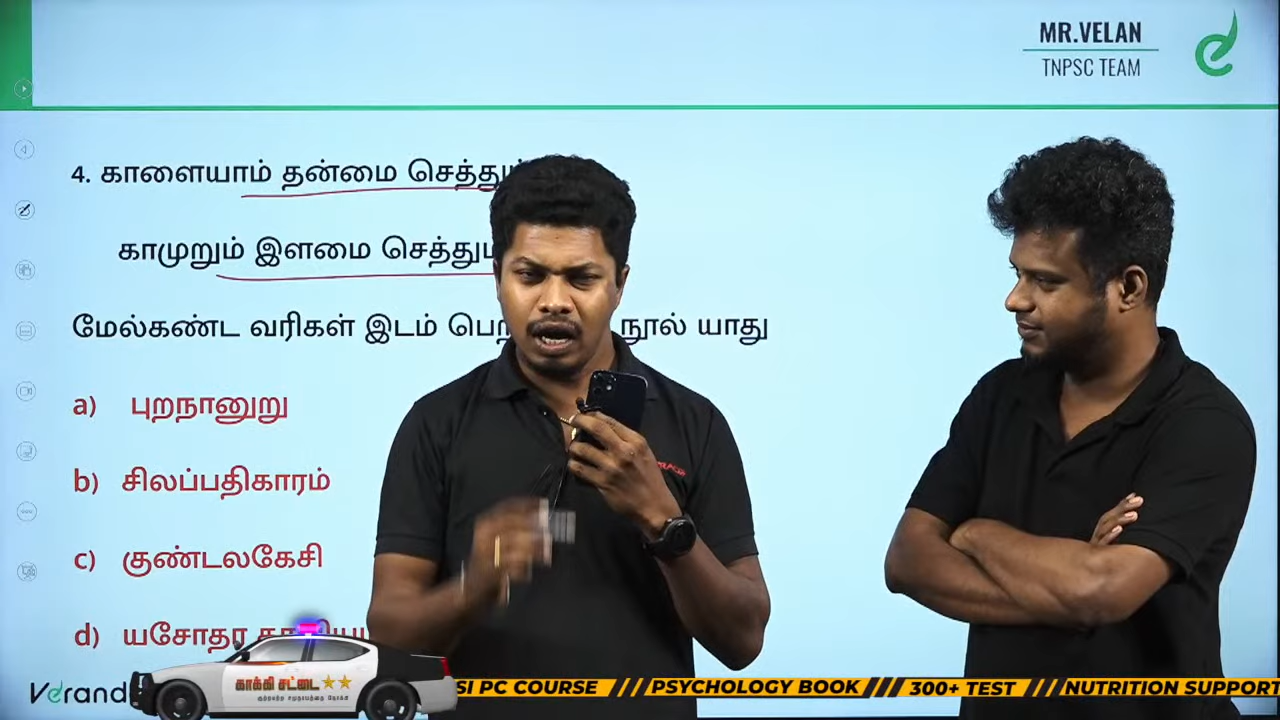 MR.VELAN
TNPSC TEAM
4. காளையாம் தன்மை
காமுறும் இளமை
மேல்கண்ட வரிகள் இடம் நூல் யாது
a) புறநானுறு
b) சிலப்பதிகாரம்
c) குண்டலகேசி
d) யசோதர
காக்கி சட்டை
PC COURSE ///PSYCHOLOGY BOOK/// 300+ TEST ///NUTRITION SUPPORT